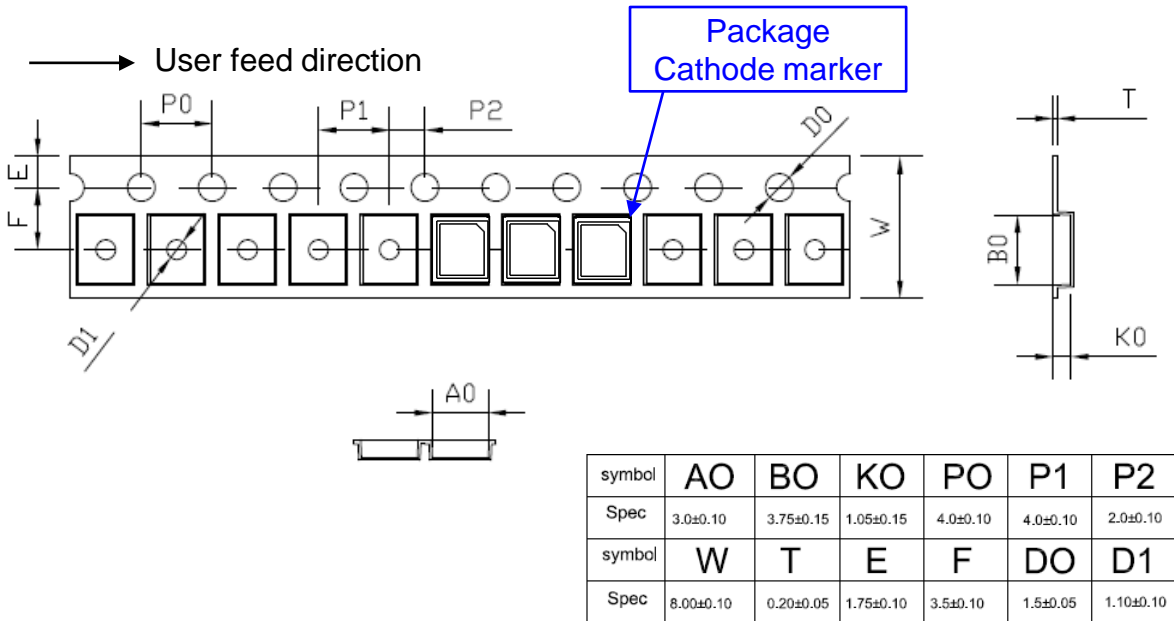 Package
Cathode marker
User feed direction
P0
P1
P2
D0
T
E
F
W
B0
D1
K0
A0
symbol AO BO KO PO P1 P2
Spec 3.0±0.10 3.75±0.15 1.05±0.15 4.0±0.10 4.0±0.10 2.0±0.10
symbol W T E F DO D1
Spec 8.00±0.10 0.20±0.05 1.75±0.10 3.5±0.10 1.5±0.05 1.10±0.10